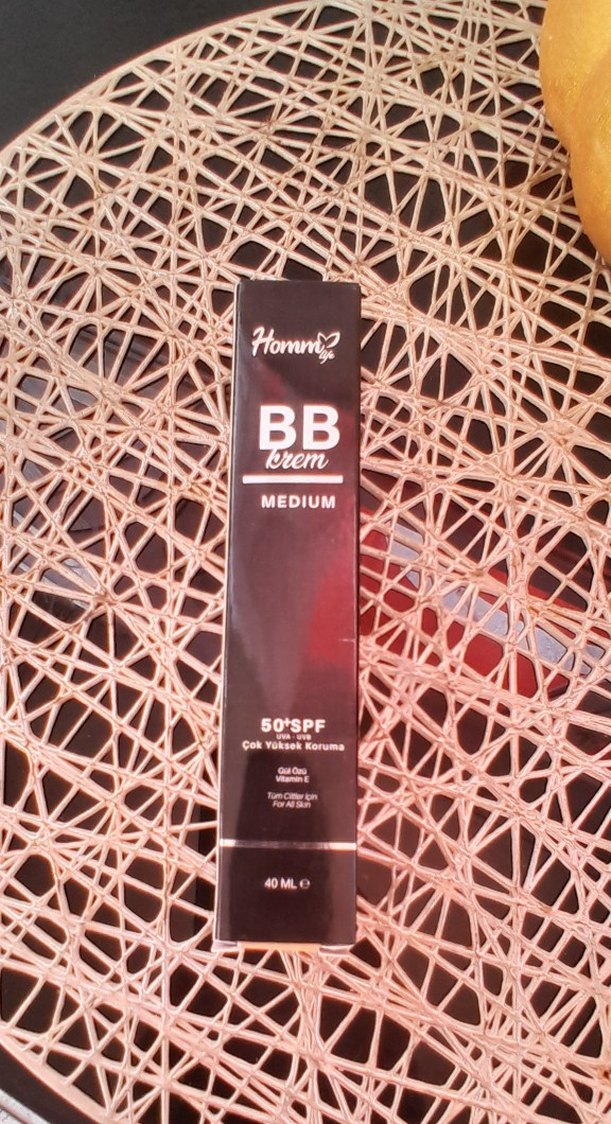 Homm
life
BB
krem
MEDIUM
50+SPF
UVA - UVB
Çok Yüksek Koruma
Gül Özü
Vitamin E
Tüm Ciltler İçin
For All Skin
40 ML ℮